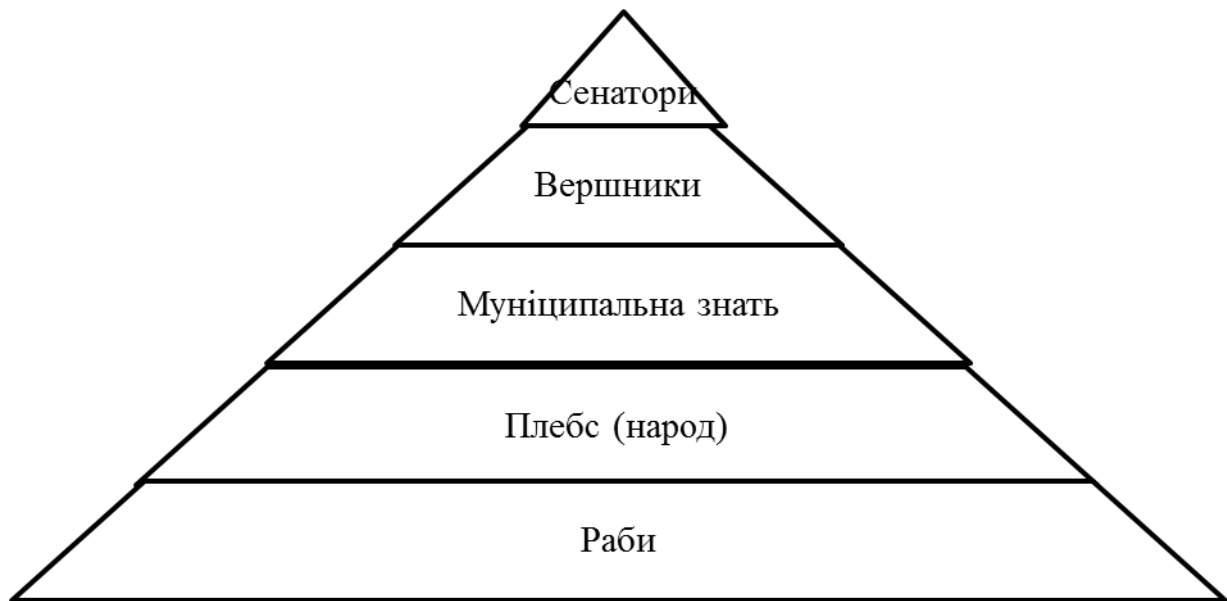 Сенатори
Вершники
Муніципальна знать
Плебс (народ)
Раби